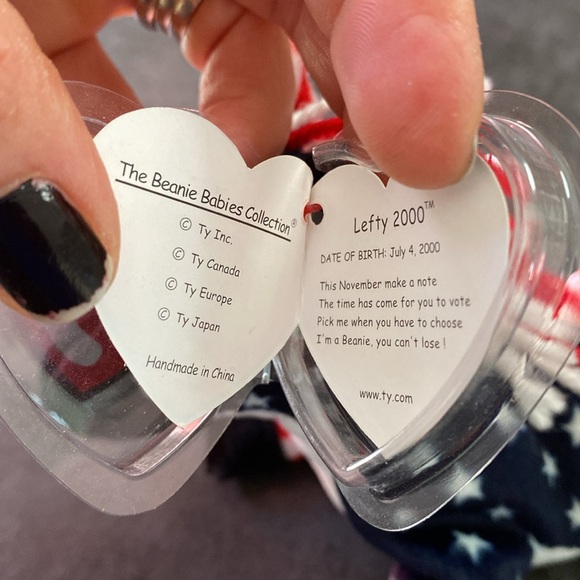 The Beanie Babies Collection®
© Ty Inc.
© Ty Canada
© Ty Europe
© Ty Japan
Handmade in China
Lefty 2000™
DATE OF BIRTH: July 4, 2000
This November make a note
The time has come for you to vote
Pick me when you have to choose
I'm a Beanie, you can't lose !
www.ty.com